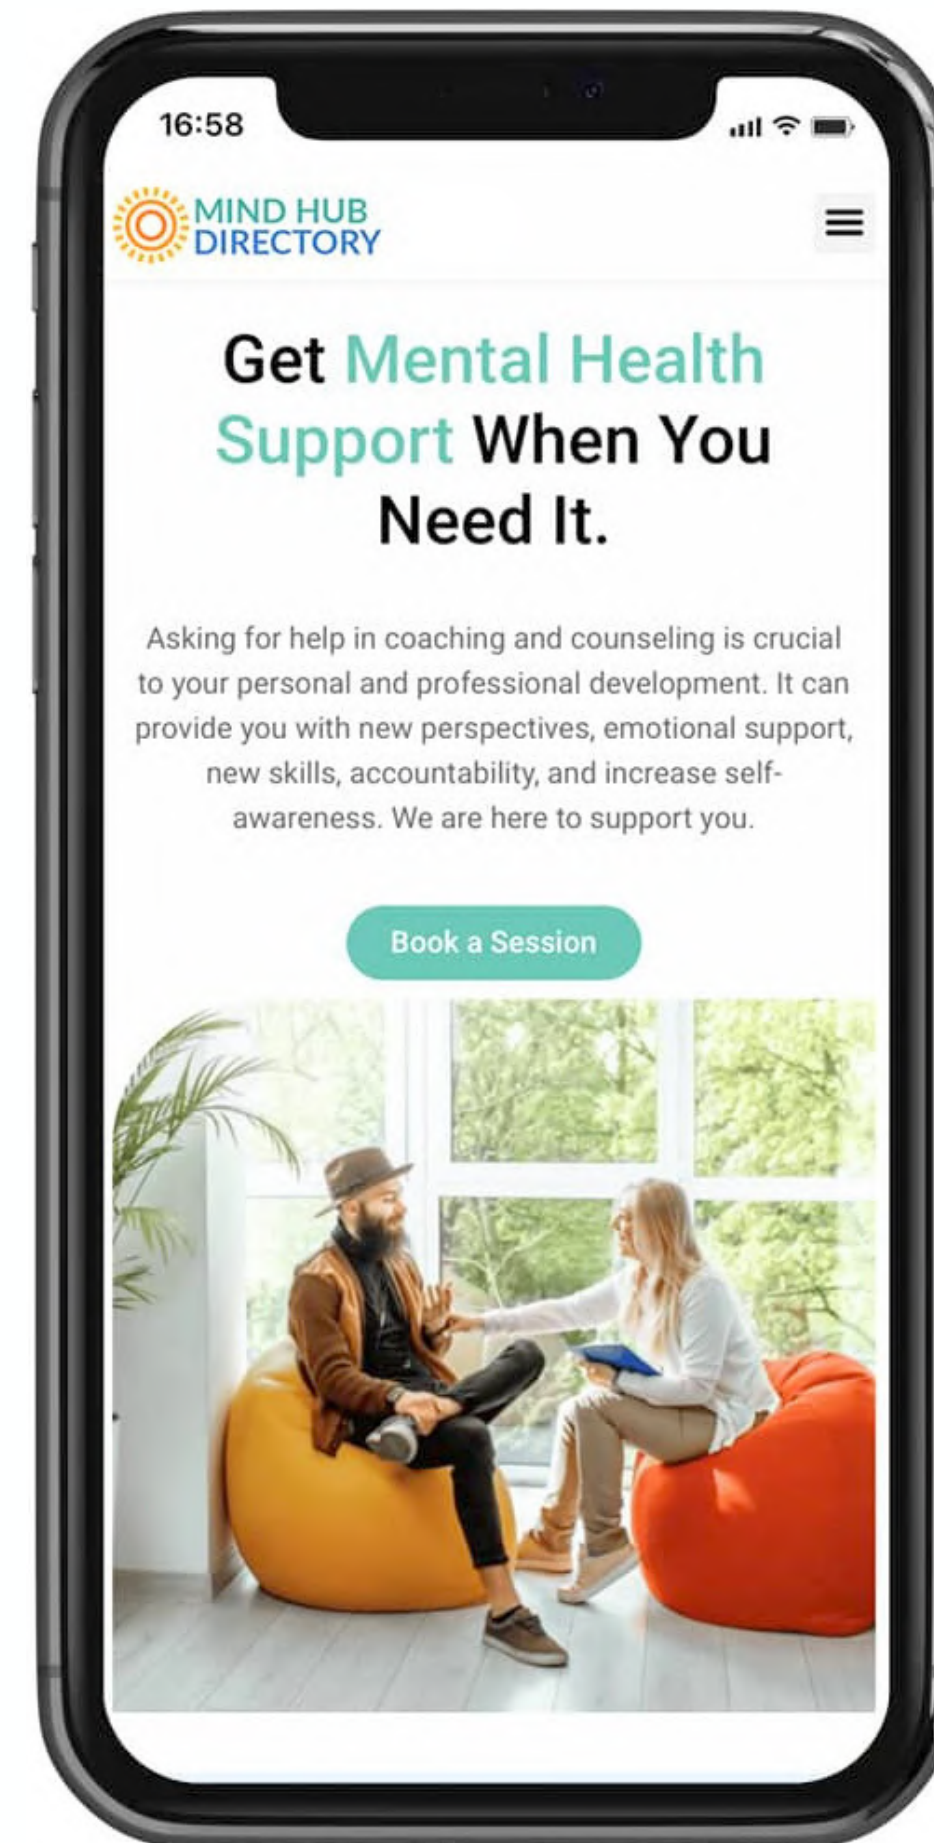 16:58
MIND HUB
DIRECTORY
Get Mental Health
Support When You
Need It.
Asking for help in coaching and counseling is crucial
to your personal and professional development. It can
provide you with new perspectives, emotional support,
new skills, accountability, and increase self-
awareness. We are here to support you.
Book a Session